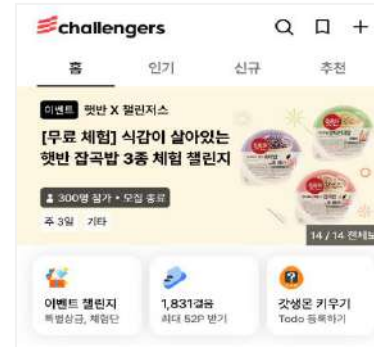 challengers
홈 인기 신규 추천
이벤트 햇반 X 챌린저스
[무료 체험] 식감이 살아있는
햇반 잡곡밥 3종 체험 챌린지
300명 참가 • 모집 종료
주 3일 기타
14 / 14 전체보
이벤트 챌린지
특별상금, 체험단
1,831걸음
최대 52P 받기
갓생몬 키우기
Todo 등록하기